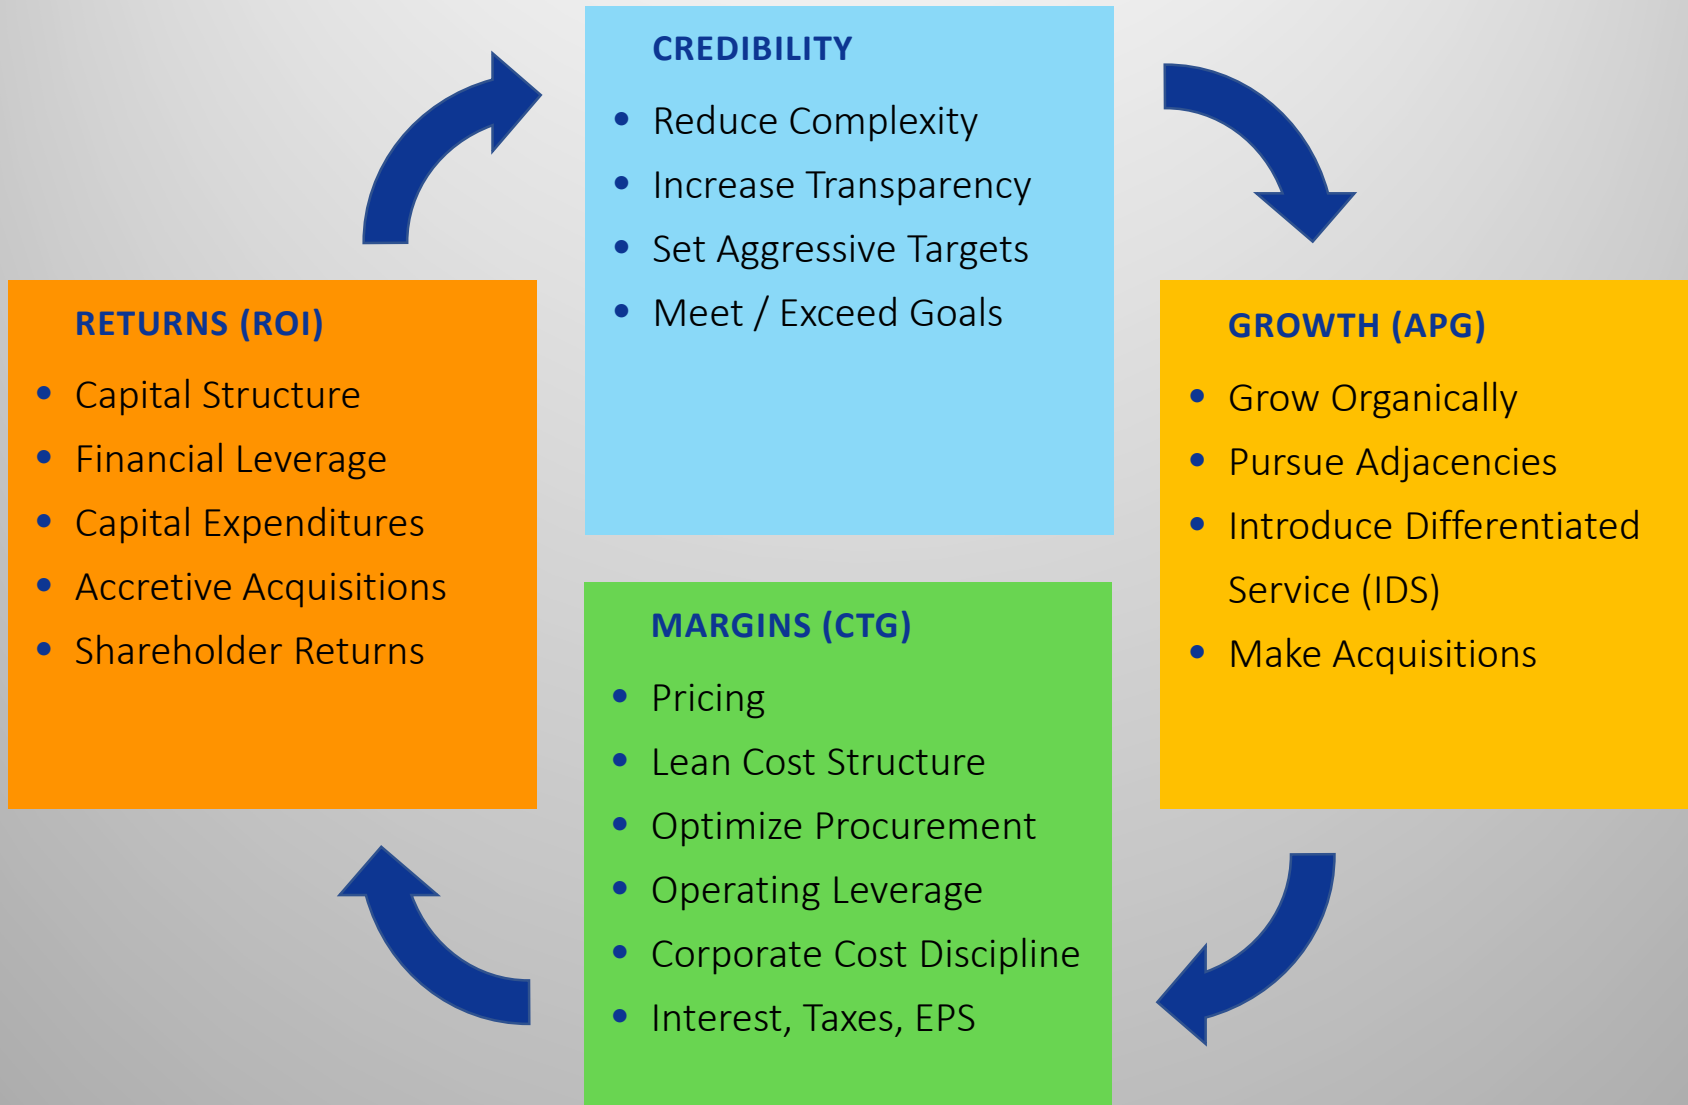 CREDIBILITY
• Reduce Complexity
• Increase Transparency
• Set Aggressive Targets
• Meet / Exceed Goals
RETURNS (ROI)
• Capital Structure
• Financial Leverage
• Capital Expenditures
• Accretive Acquisitions
• Shareholder Returns
GROWTH (APG)
• Grow Organically
• Pursue Adjacencies
• Introduce Differentiated
Service (IDS)
• Make Acquisitions
MARGINS (CTG)
• Pricing
• Lean Cost Structure
• Optimize Procurement
• Operating Leverage
• Corporate Cost Discipline
• Interest, Taxes, EPS